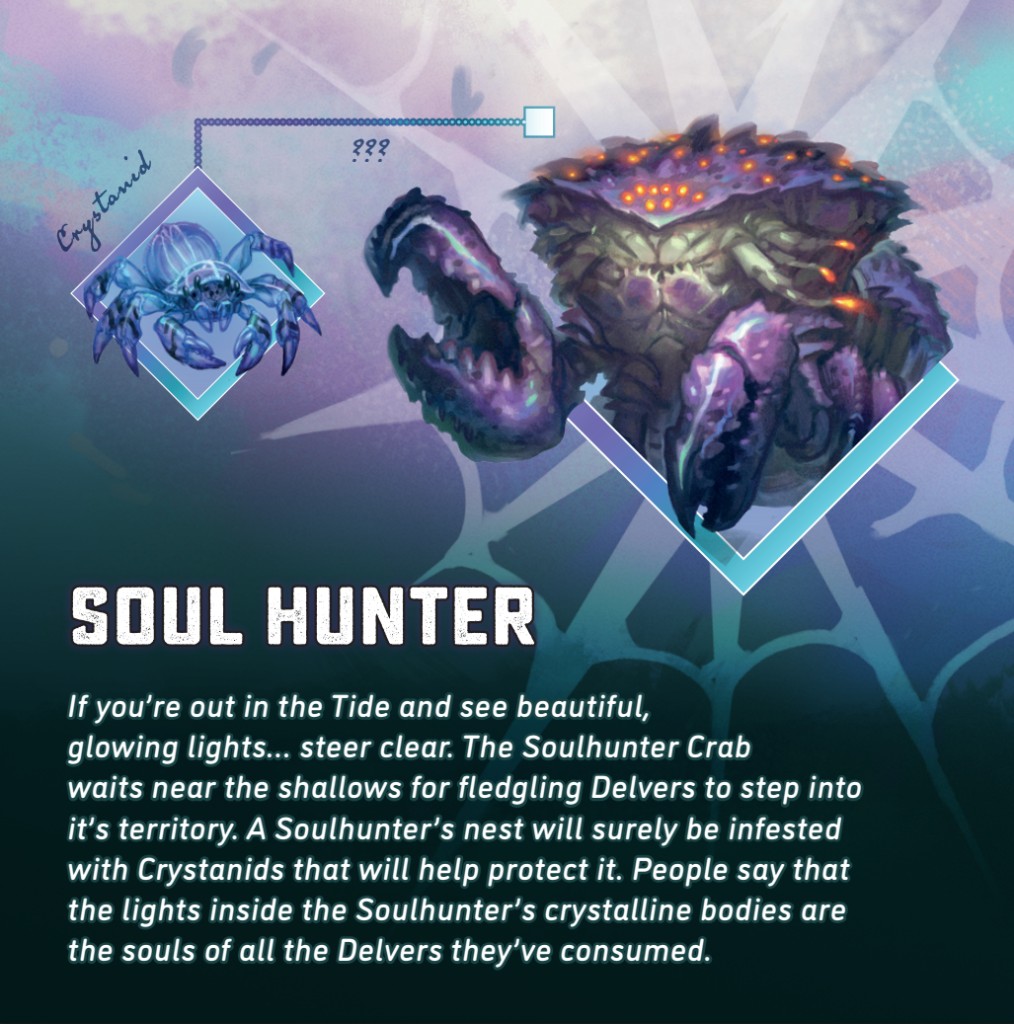 Crystanid
???
SOUL HUNTER
If you're out in the Tide and see beautiful,
glowing lights... steer clear. The Soulhunter Crab
waits near the shallows for fledgling Delvers to step into
it's territory. A Soulhunter's nest will surely be infested
with Crystanids that will help protect it. People say that
the lights inside the Soulhunter's crystalline bodies are
the souls of all the Delvers they've consumed.